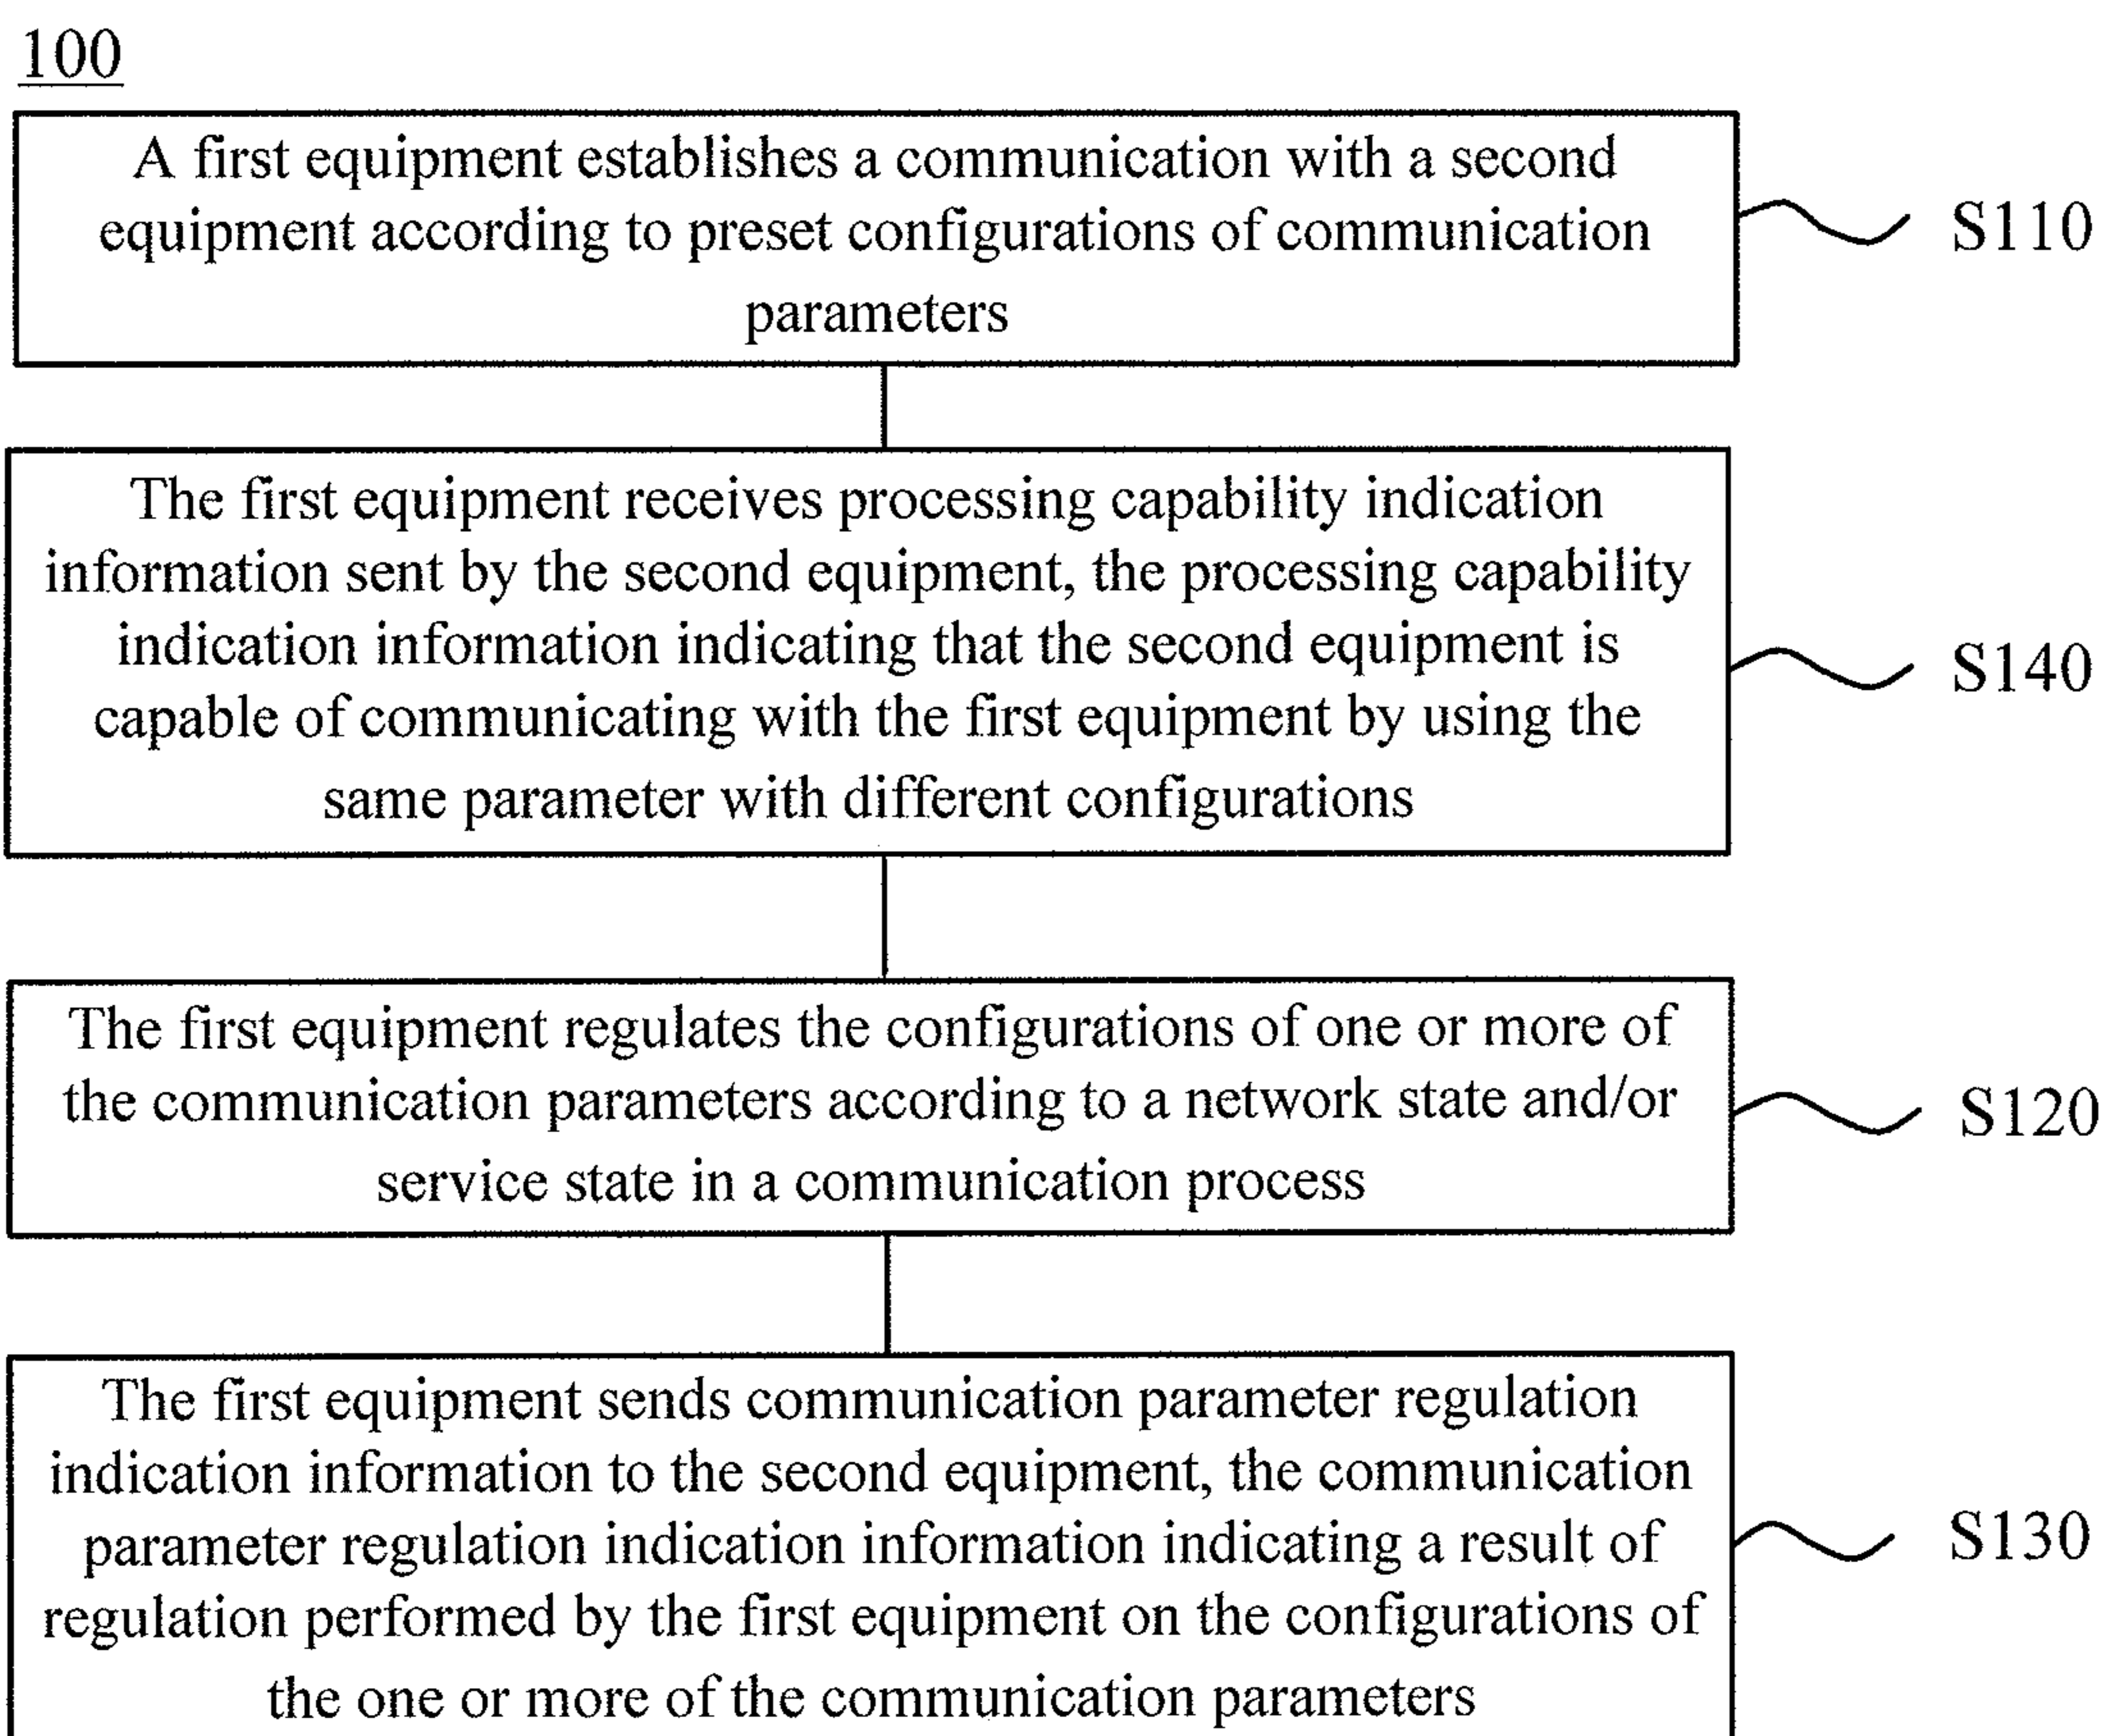 100
A first equipment establishes a communication with a second
equipment according to preset configurations of communication
parameters
S110
The first equipment receives processing capability indication
information sent by the second equipment, the processing capability
indication information indicating that the second equipment is
capable of communicating with the first equipment by using the
same parameter with different configurations
S140
The first equipment regulates the configurations of one or more of
the communication parameters according to a network state and/or
service state in a communication process
S120
The first equipment sends communication parameter regulation
indication information to the second equipment, the communication
parameter regulation indication information indicating a result of
regulation performed by the first equipment on the configurations of
the one or more of the communication parameters
S130